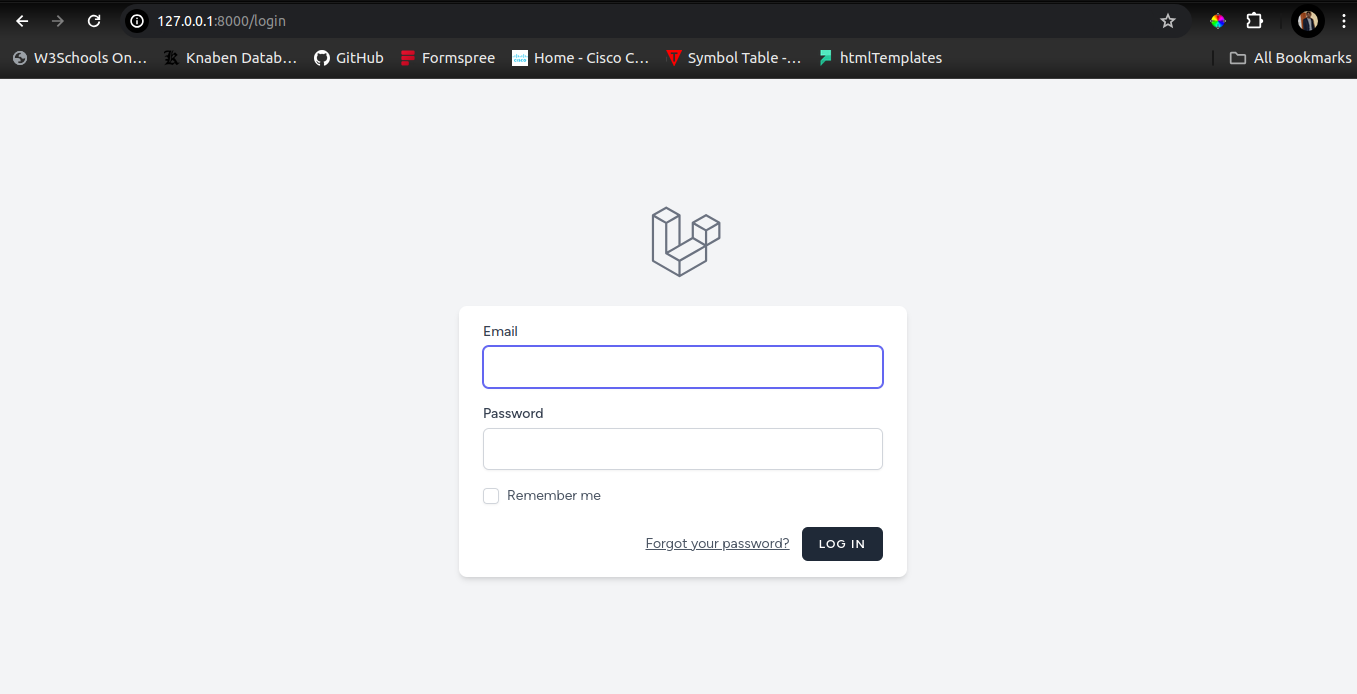 127.0.0.1:8000/login
W3Schools On... Knaben Datab... GitHub Formspree Home - Cisco C... Symbol Table -... htmlTemplates All Bookmarks
Email
Password
Remember me
Forgot your password? LOG IN